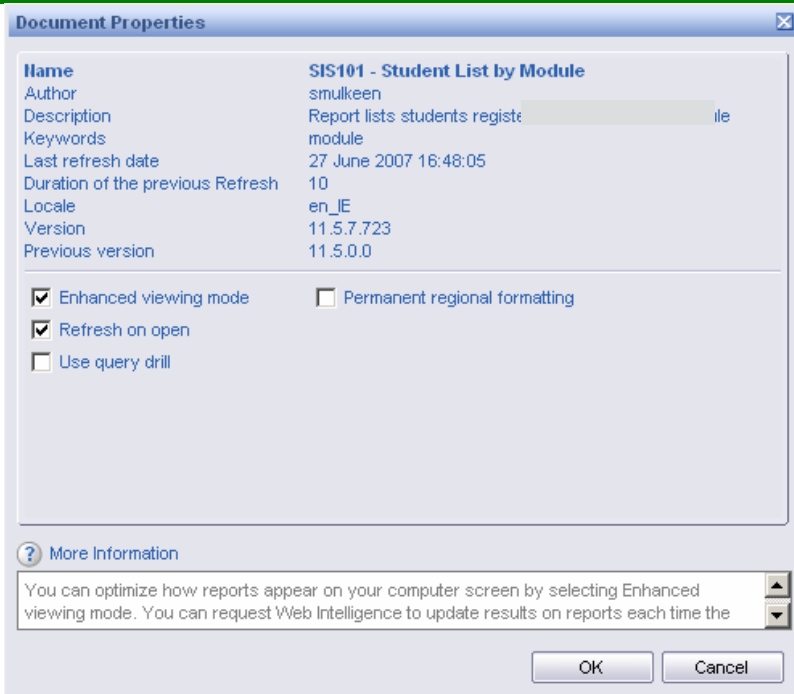 Document Properties
Name SIS101 - Student List by Module
Author smulkeen
Description Report lists students
Keywords module
Last refresh date 27 June 2007 16:48:05
Duration of the previous Refresh 10
Locale en_IE
Version 11.5.7.723
Previous version 11.5.0.0
Enhanced viewing mode Permanent regional formatting
Refresh on open
Use query drill
? More Information
You can optimize how reports appear on your computer screen by selecting Enhanced
viewing mode. You can request Web Intelligence to update results on reports each time the
OK Cancel